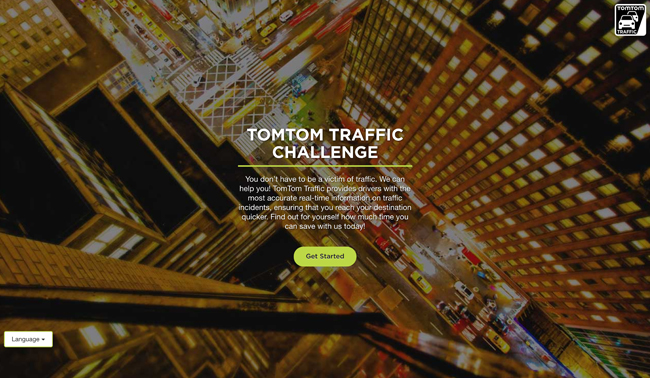 TOMTOM
TRAFFIC
TOMTOM TRAFFIC
CHALLENGE
You don't have to be a victim of traffic. We can
help you! TomTom Traffic provides drivers with the
most accurate real-time information on traffic
incidents, ensuring that you reach your destination
quicker. Find out for yourself how much time you
can save with us today!
Get Started
Language